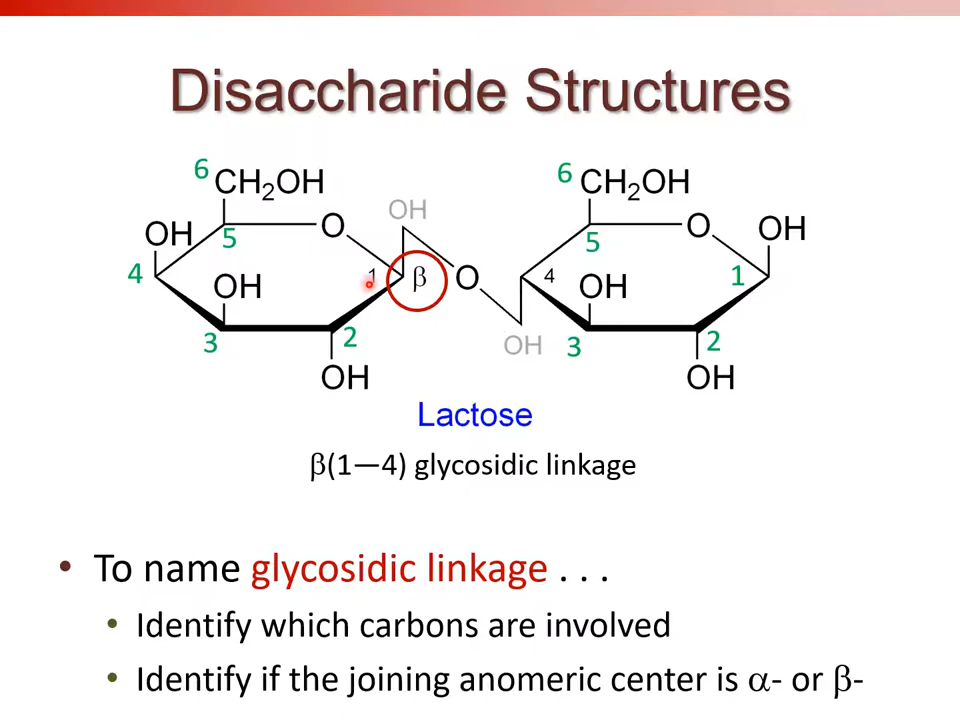 Disaccharide Structures
6 CH₂OH 6 CH₂OH
OH
OH 5 O O OH
5
4 OH 1 β O 4 OH 1
3 2 OH 3 2
OH OH
Lactose
β(1—4) glycosidic linkage
• To name glycosidic linkage . . .
• Identify which carbons are involved
• Identify if the joining anomeric center is α- or β-